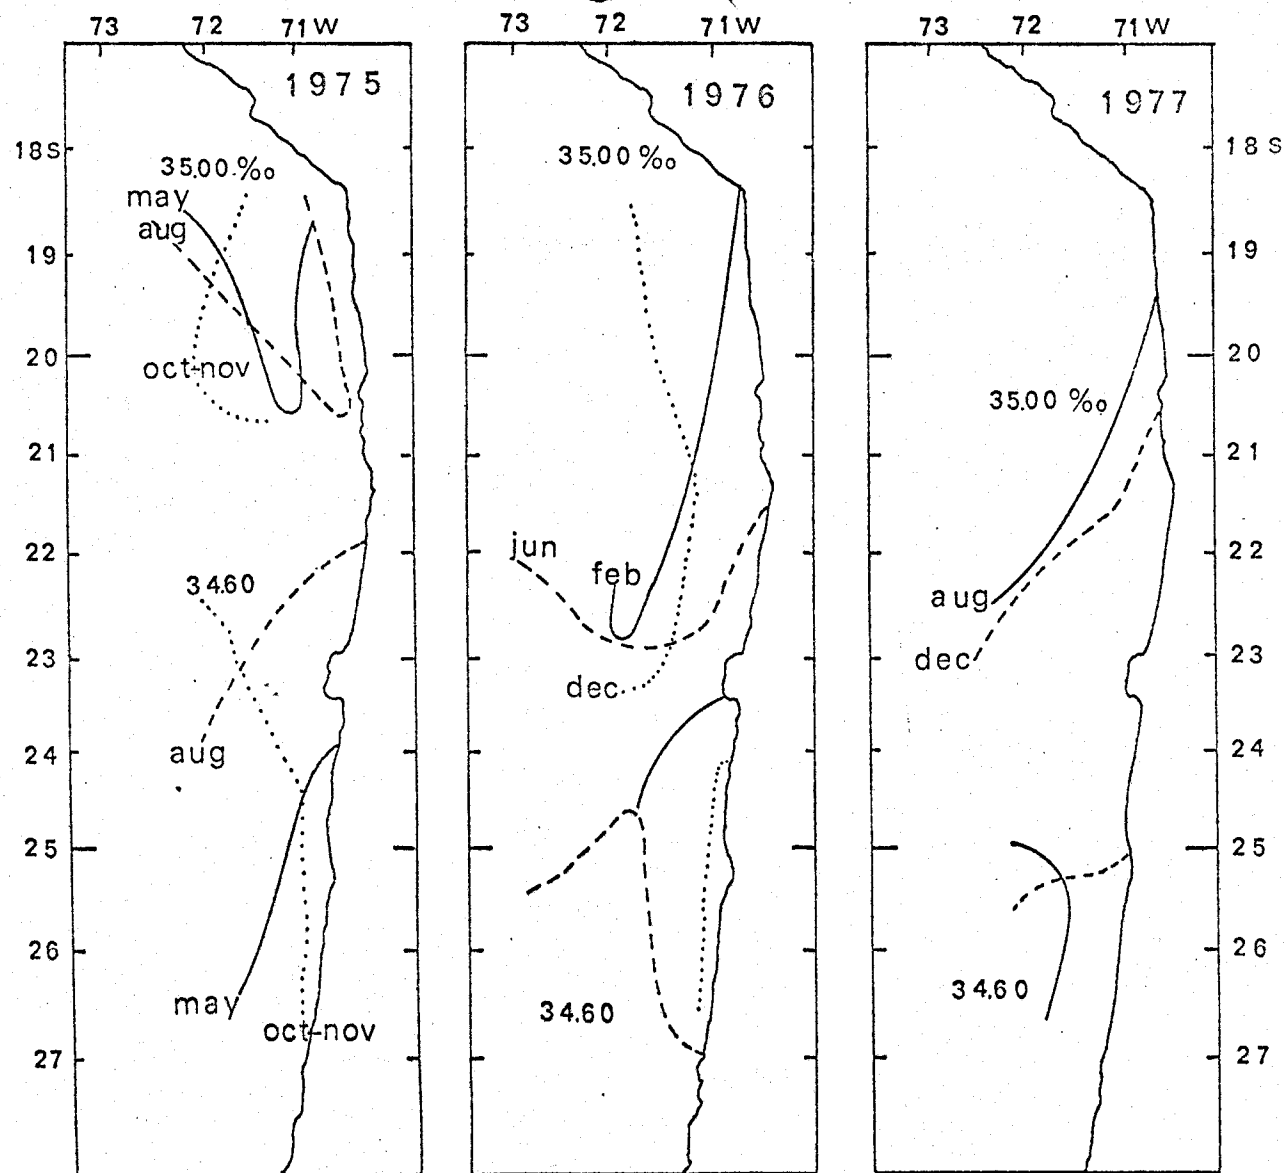 73 72 71W 73 72 71W 73 72 71W
1975 1976 1977
18S 18S
35,00 ‰ 35,00 ‰
may
aug
19 19
20 20
oct-nov
35,00 ‰
21 21
22 22
jun
feb
34.60
aug
23 23
dec
dec
24 24
aug
25 25
26 26
may
34.60
34.60
oct-nov
27 27